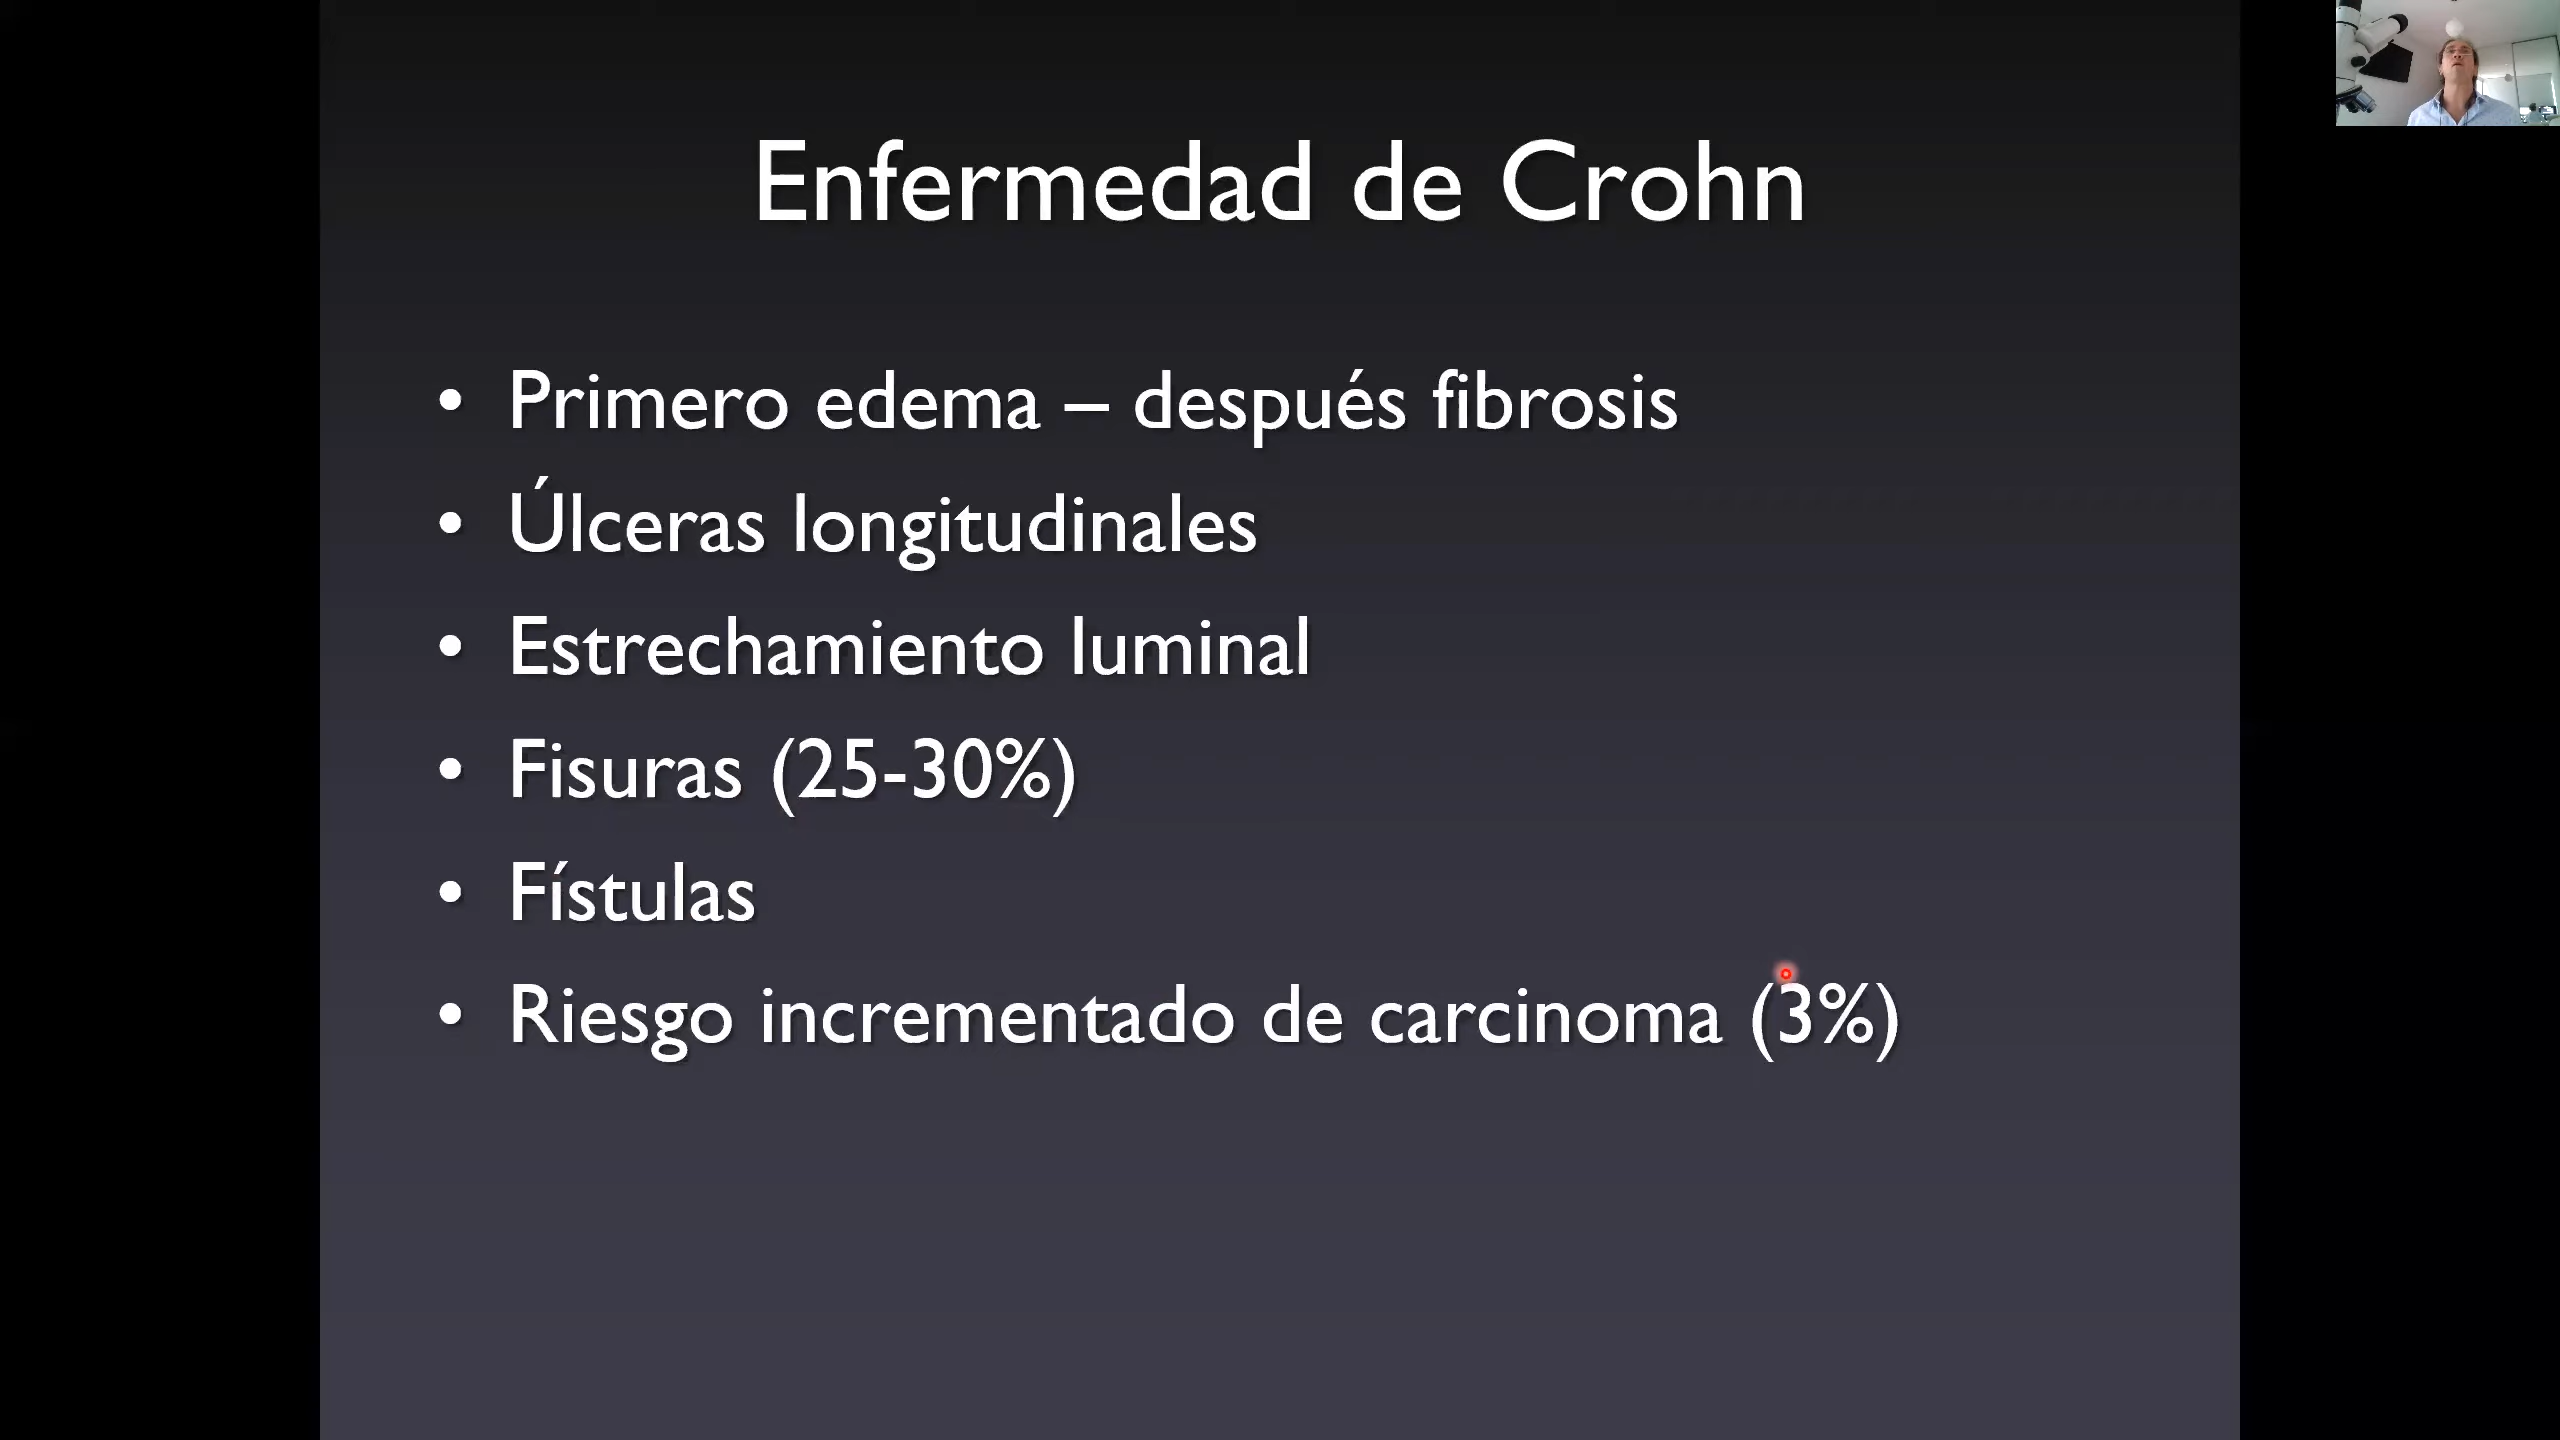 Enfermedad de Crohn
• Primero edema – después fibrosis
• Úlceras longitudinales
• Estrechamiento luminal
• Fisuras (25-30%)
• Fístulas
• Riesgo incrementado de carcinoma (3%)